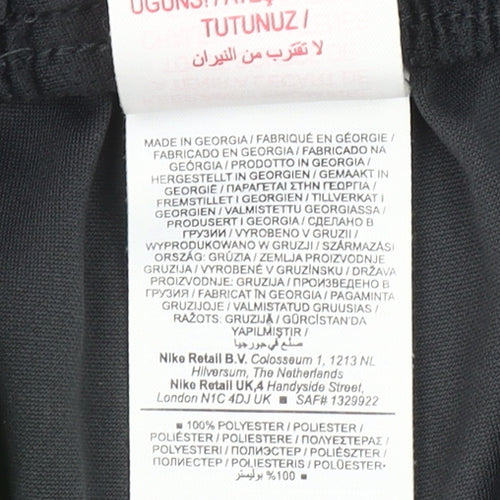 TUTUNUZ /
لا تقترب من النيران
MADE IN GEORGIA / FABRIQUÉ EN GÉORGIE /
FABRICADO EN GEORGIA / FABRICADO NA
GEÓRGIA / PRODOTTO IN GEORGIA /
HERGESTELLT IN GEORGIEN / GEMAAKT IN
GEORGIË / ΠΑΡΑΓΕΤΑΙ ΣΤΗΝ ΓΕΩΡΓΙΑ /
FREMSTILLET I GEORGIEN / TILLVERKAT I
GEORGIEN / VALMISTETTU GEORGIASSA /
PRODUSERT I GEORGIA / СДЕЛАНО В
ГРУЗИИ / VYROBENO V GRUZII /
WYPRODUKOWANO W GRUZJI / SZÁRMAZÁSI
ORSZÁG: GRÚZIA / ZEMLJA PROIZVODNJE
GRUZIJA / VYROBENÉ V GRUZÍNSKU / DRŽAVA
PROIZVODNJE: GRUZIJA / ПРОИЗВЕДЕНО В
ГРУЗИЯ / FABRICAT ÎN GEORGIA / PAGAMINTA
GRUZIJOJE / VALMISTATUD GRUUSIAS /
RAŽOTS: GRUZIJĀ / GÜRCİSTAN'DA
YAPILMIŞTIR /
صنع في جورجيا
Nike Retail B.V. Colosseum 1, 1213 NL
Hilversum, The Netherlands
Nike Retail UK,4 Handyside Street,
London N1C 4DJ UK ■ SAF# 1329922
■ 100% POLYESTER / POLYESTER /
POLIÉSTER / POLIÉSTER / POLIESTERE /
POLYESTER / POLYESTER / ΠΟΛΥΕΣΤΕΡΑΣ /
POLYESTERI / ПОЛИЭСТЕР / POLIÉSZTER /
ПОЛИЕСТЕР / POLIESTERIS / POLÜESTER
■ 100% بوليستر